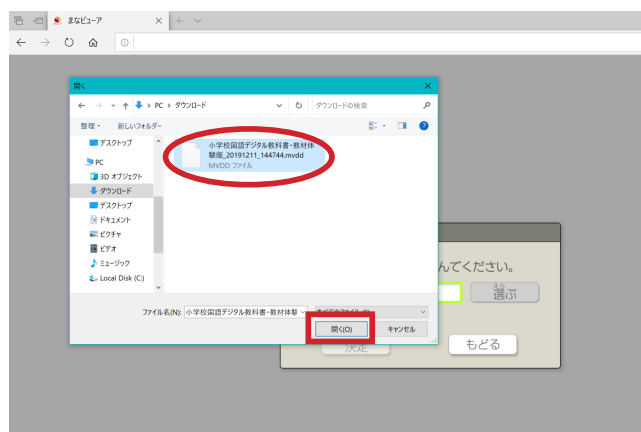 まなビューア
開く
PC > ダウンロード
ダウンロードの検索
整理
新しいフォルダー
デスクトップ
PC
3D オブジェクト
ダウンロード
デスクトップ
ドキュメント
ピクチャ
ビデオ
ミュージック
Local Disk (C:)
小学校国語デジタル教科書・教材体
験版_20191211_144744.mvdd
MVDD ファイル
んでください。
えら
選ぶ
ファイル名(N): 小学校国語デジタル教科書・教材体験
開く(O)
キャンセル
決定
もどる